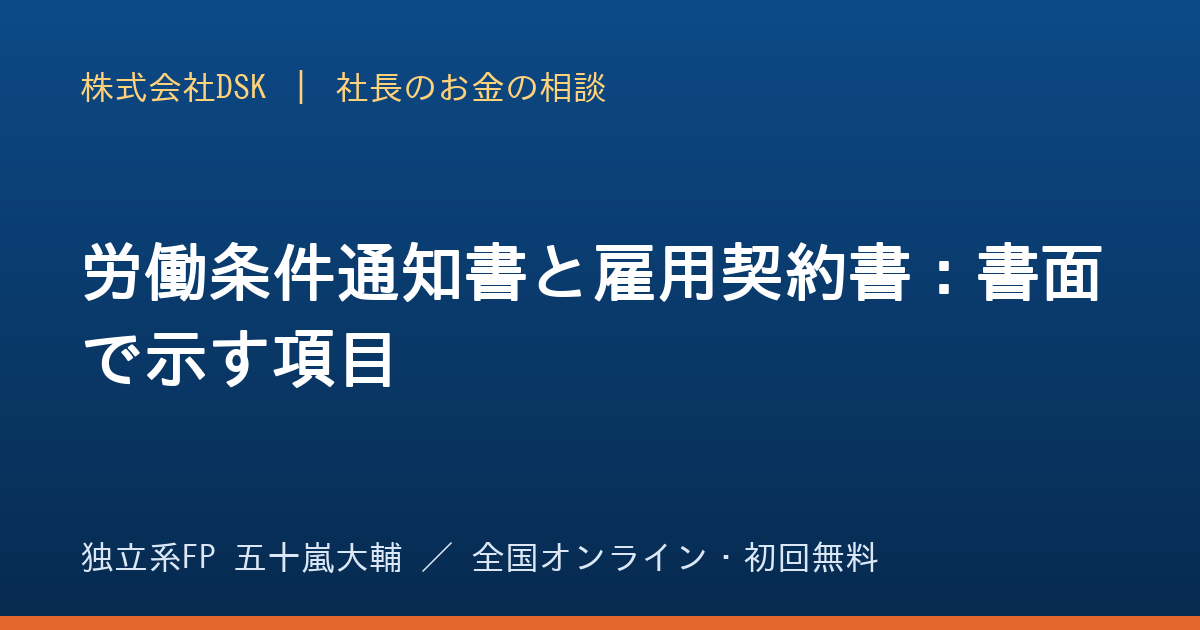 株式会社DSK ｜ 社長のお金の相談
労働条件通知書と雇用契約書：書面
で示す項目
独立系FP 五十嵐大輔 ／ 全国オンライン・初回無料